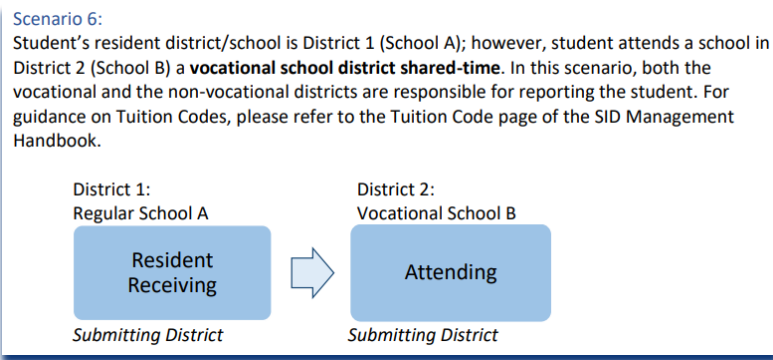 Scenario 6:
Student’s resident district/school is District 1 (School A); however, student attends a school in
District 2 (School B) a vocational school district shared-time. In this scenario, both the
vocational and the non-vocational districts are responsible for reporting the student. For
guidance on Tuition Codes, please refer to the Tuition Code page of the SID Management
Handbook.
District 1:
Regular School A
Resident
Receiving
Submitting District
District 2:
Vocational School B
Attending
Submitting District